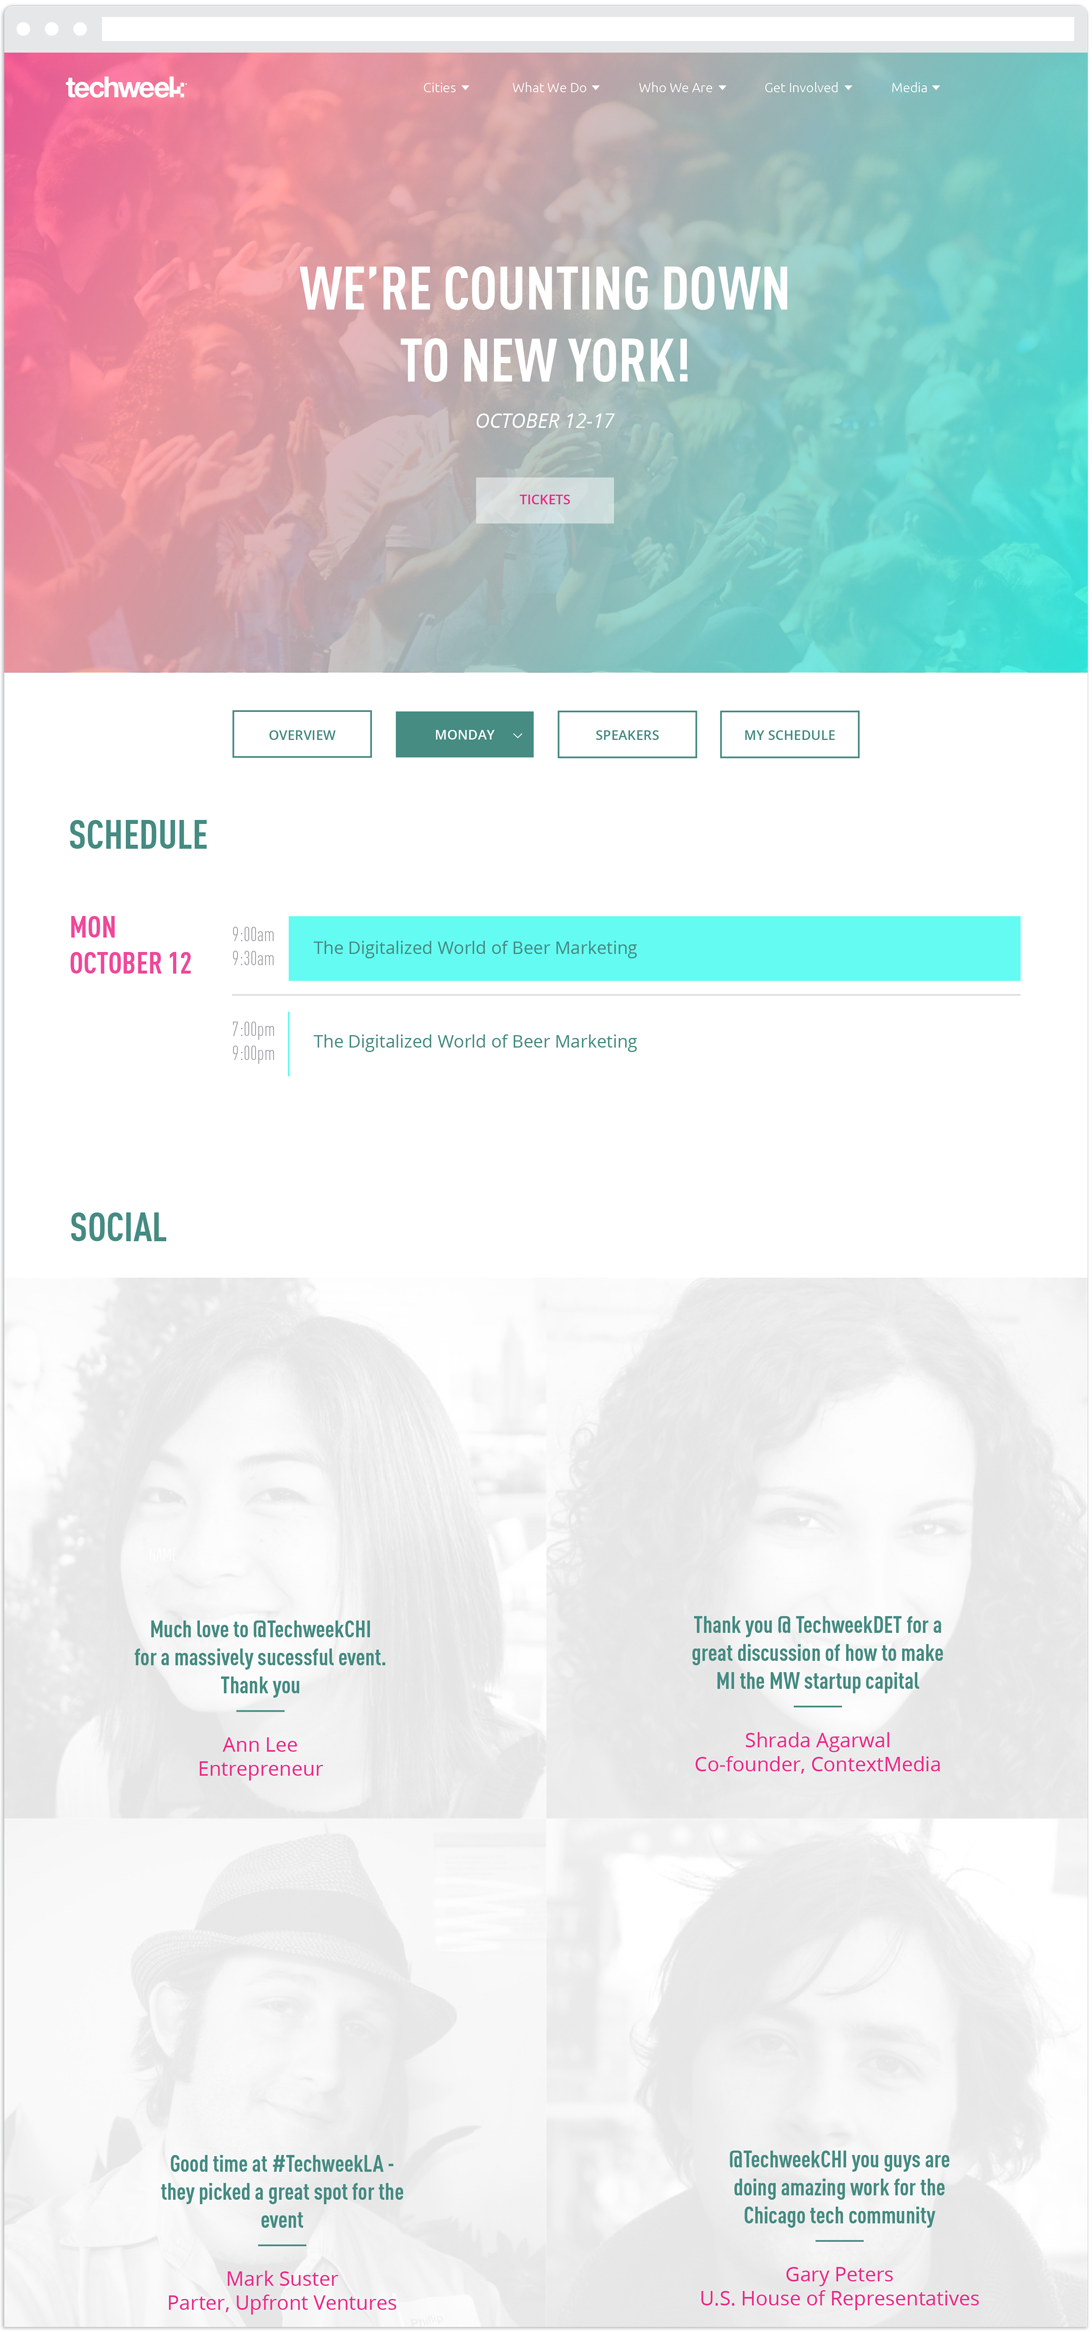 techweek
Cities What We Do Who We Are Get Involved Media
WE'RE COUNTING DOWN
TO NEW YORK!
OCTOBER 12-17
TICKETS
OVERVIEW MONDAY SPEAKERS MY SCHEDULE
SCHEDULE
MON
OCTOBER 12
9:00am
9:30am
The Digitalized World of Beer Marketing
7:00pm
9:00pm
The Digitalized World of Beer Marketing
SOCIAL
Much love to @TechweekCHI
for a massively sucessful event.
Thank you
Ann Lee
Entrepreneur
Thank you @ TechweekDET for a
great discussion of how to make
MI the MW startup capital
Shrada Agarwal
Co-founder, ContextMedia
Good time at #TechweekLA -
they picked a great spot for the
event
Mark Suster
Parter, Upfront Ventures
@TechweekCHI you guys are
doing amazing work for the
Chicago tech community
Gary Peters
U.S. House of Representatives